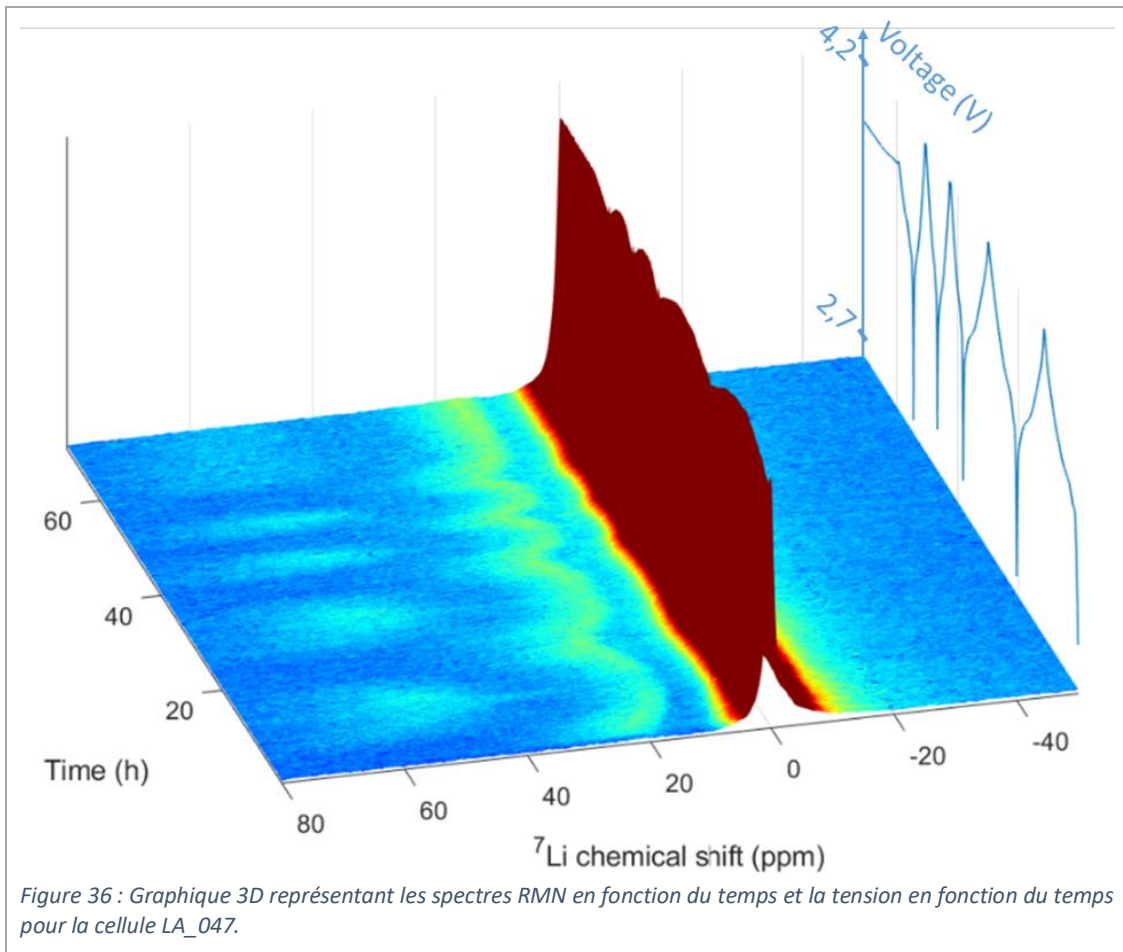 4,2
Voltage (V)
2,7
60
40
20
Time (h)
80
60
40
20
0
-20
-40
7Li chemical shift (ppm)
Figure 36 : Graphique 3D représentant les spectres RMN en fonction du temps et la tension en fonction du temps
pour la cellule LA_047.